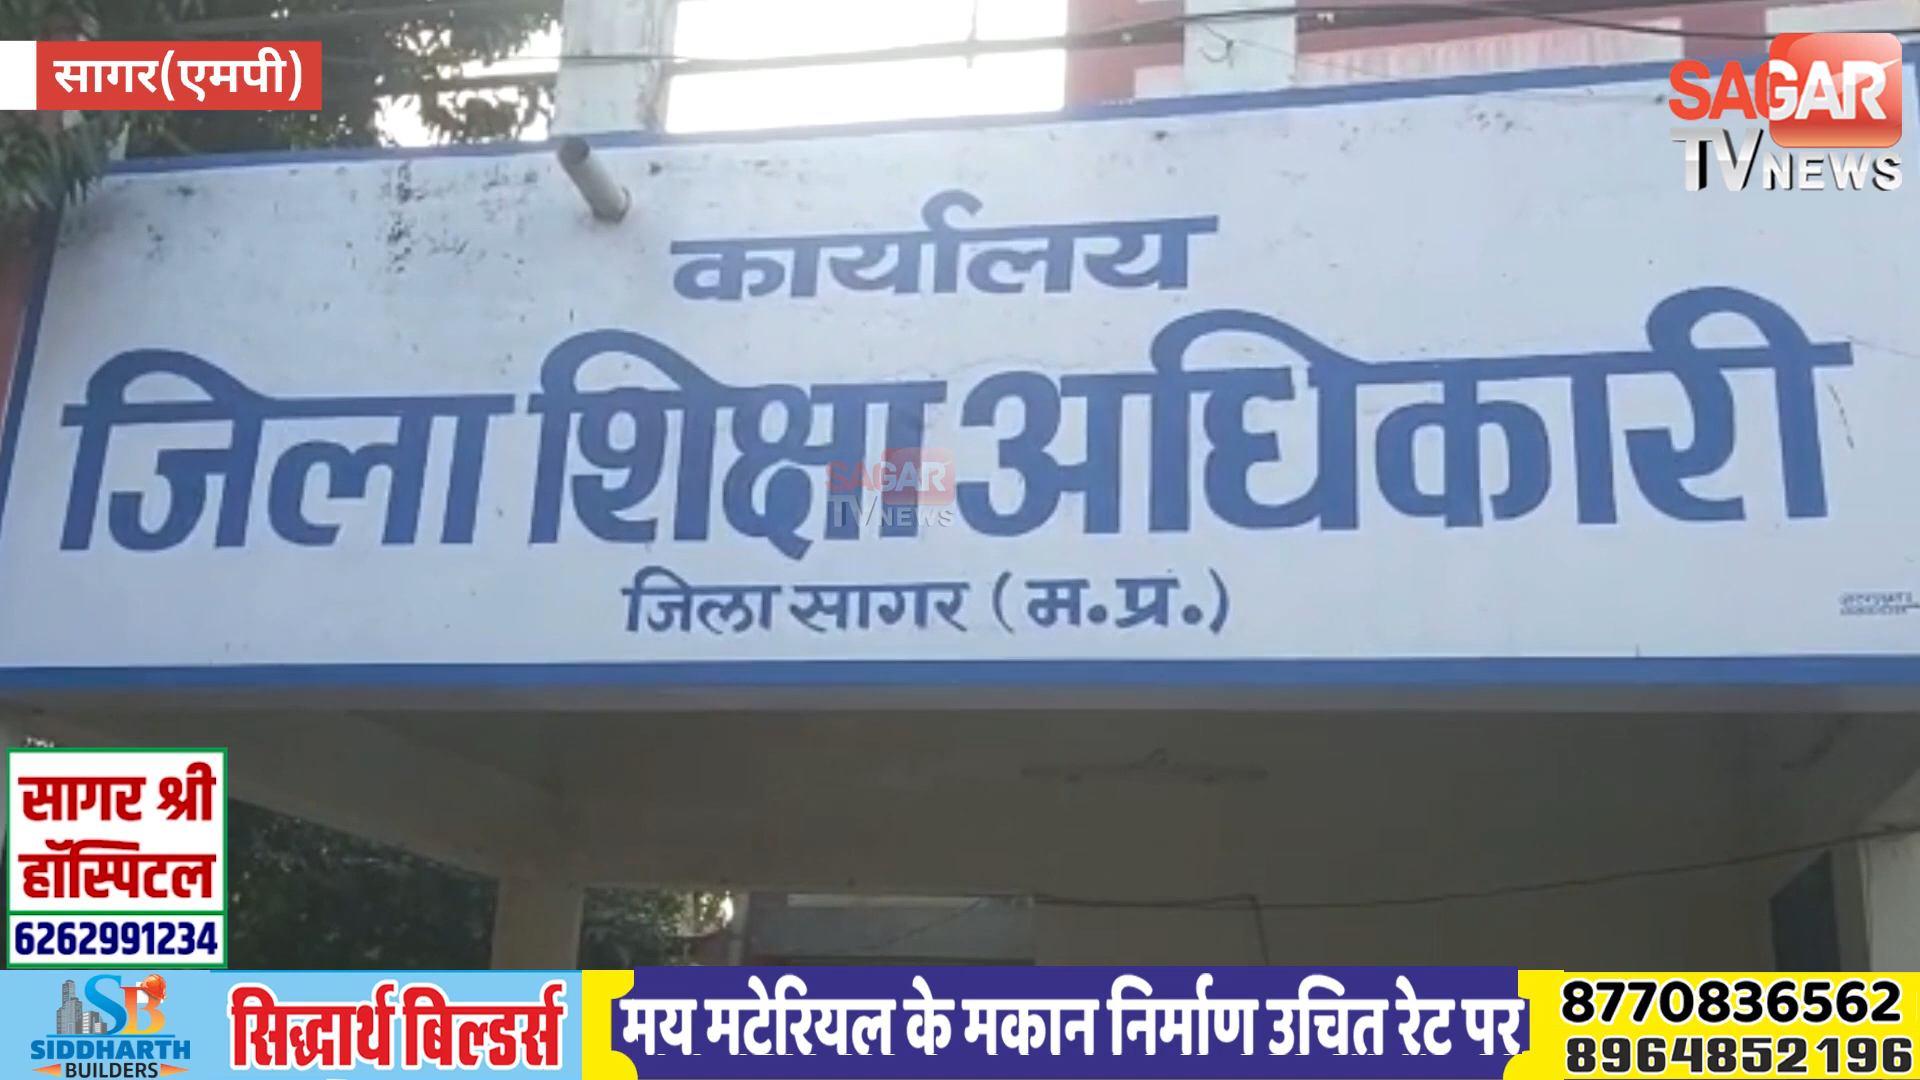 सागर(एमपी)
SAGAR
TV NEWS
कार्यालय
जिला शिक्षा अधिकारी
SAGAR
TV NEWS
जिला सागर (म.प्र.)
सागर श्री
हॉस्पिटल
6262991234
SB
SIDDHARTH
BUILDERS
सिद्धार्थ बिल्डर्स
मय मटेरियल के मकान निर्माण उचित रेट पर
8770836562
8964852196